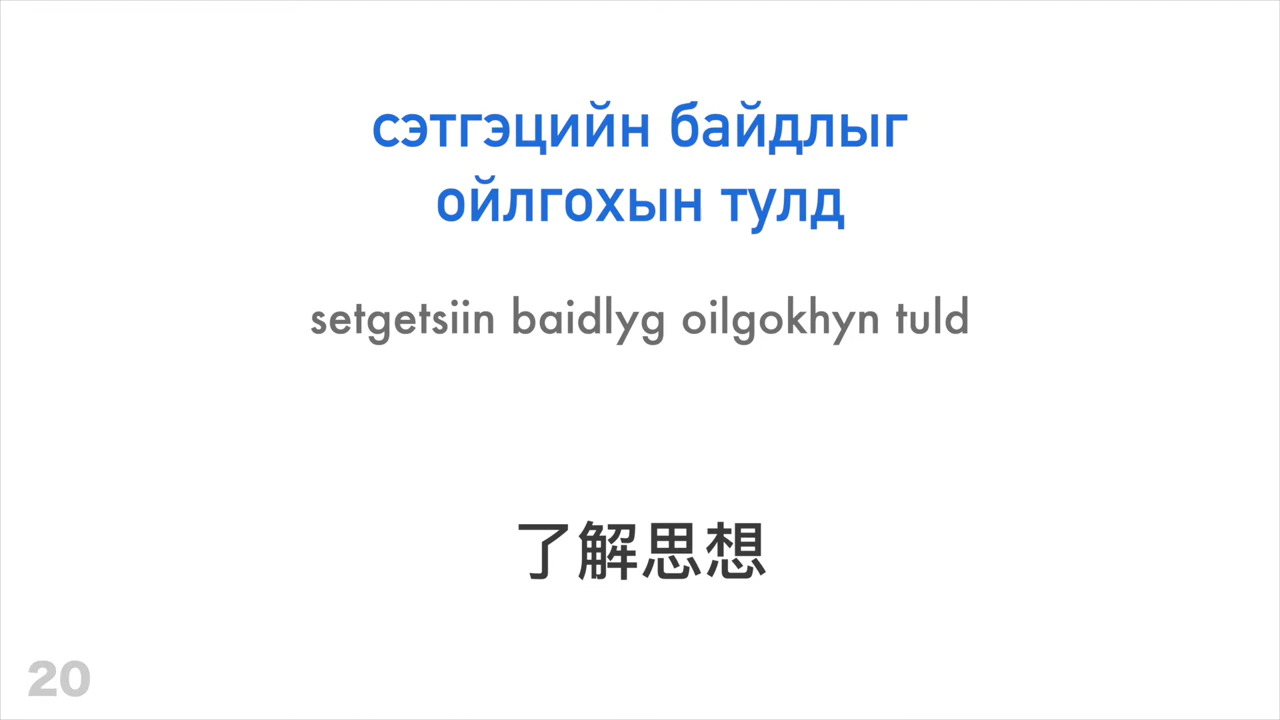 сэтгэцийн байдлыг
ойлгохын тулд
setgetsiin baidlyg oilgokhyn tuld
了解思想
20